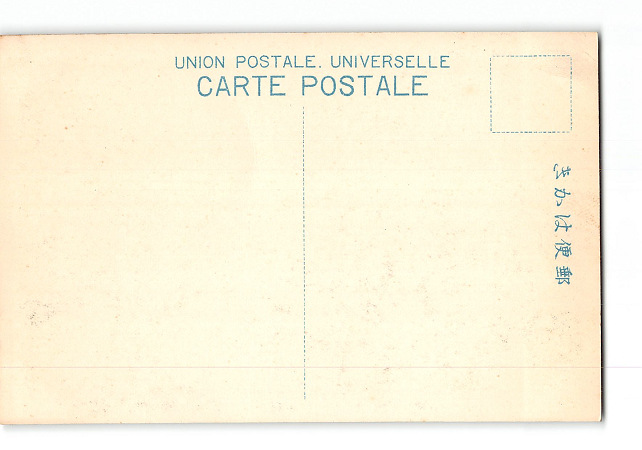 UNION POSTALE. UNIVERSELLE
CARTE POSTALE
郵便はかき